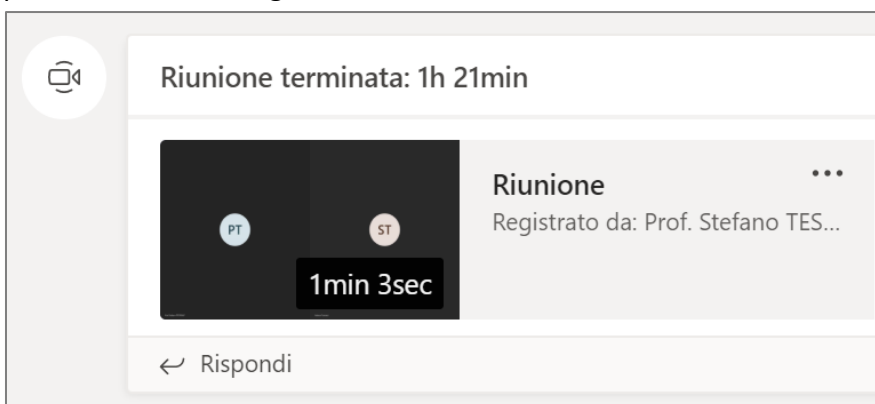 Riunione terminata: 1h 21min
PT
ST
1min 3sec
Riunione
...
Registrato da: Prof. Stefano TES...
Rispondi